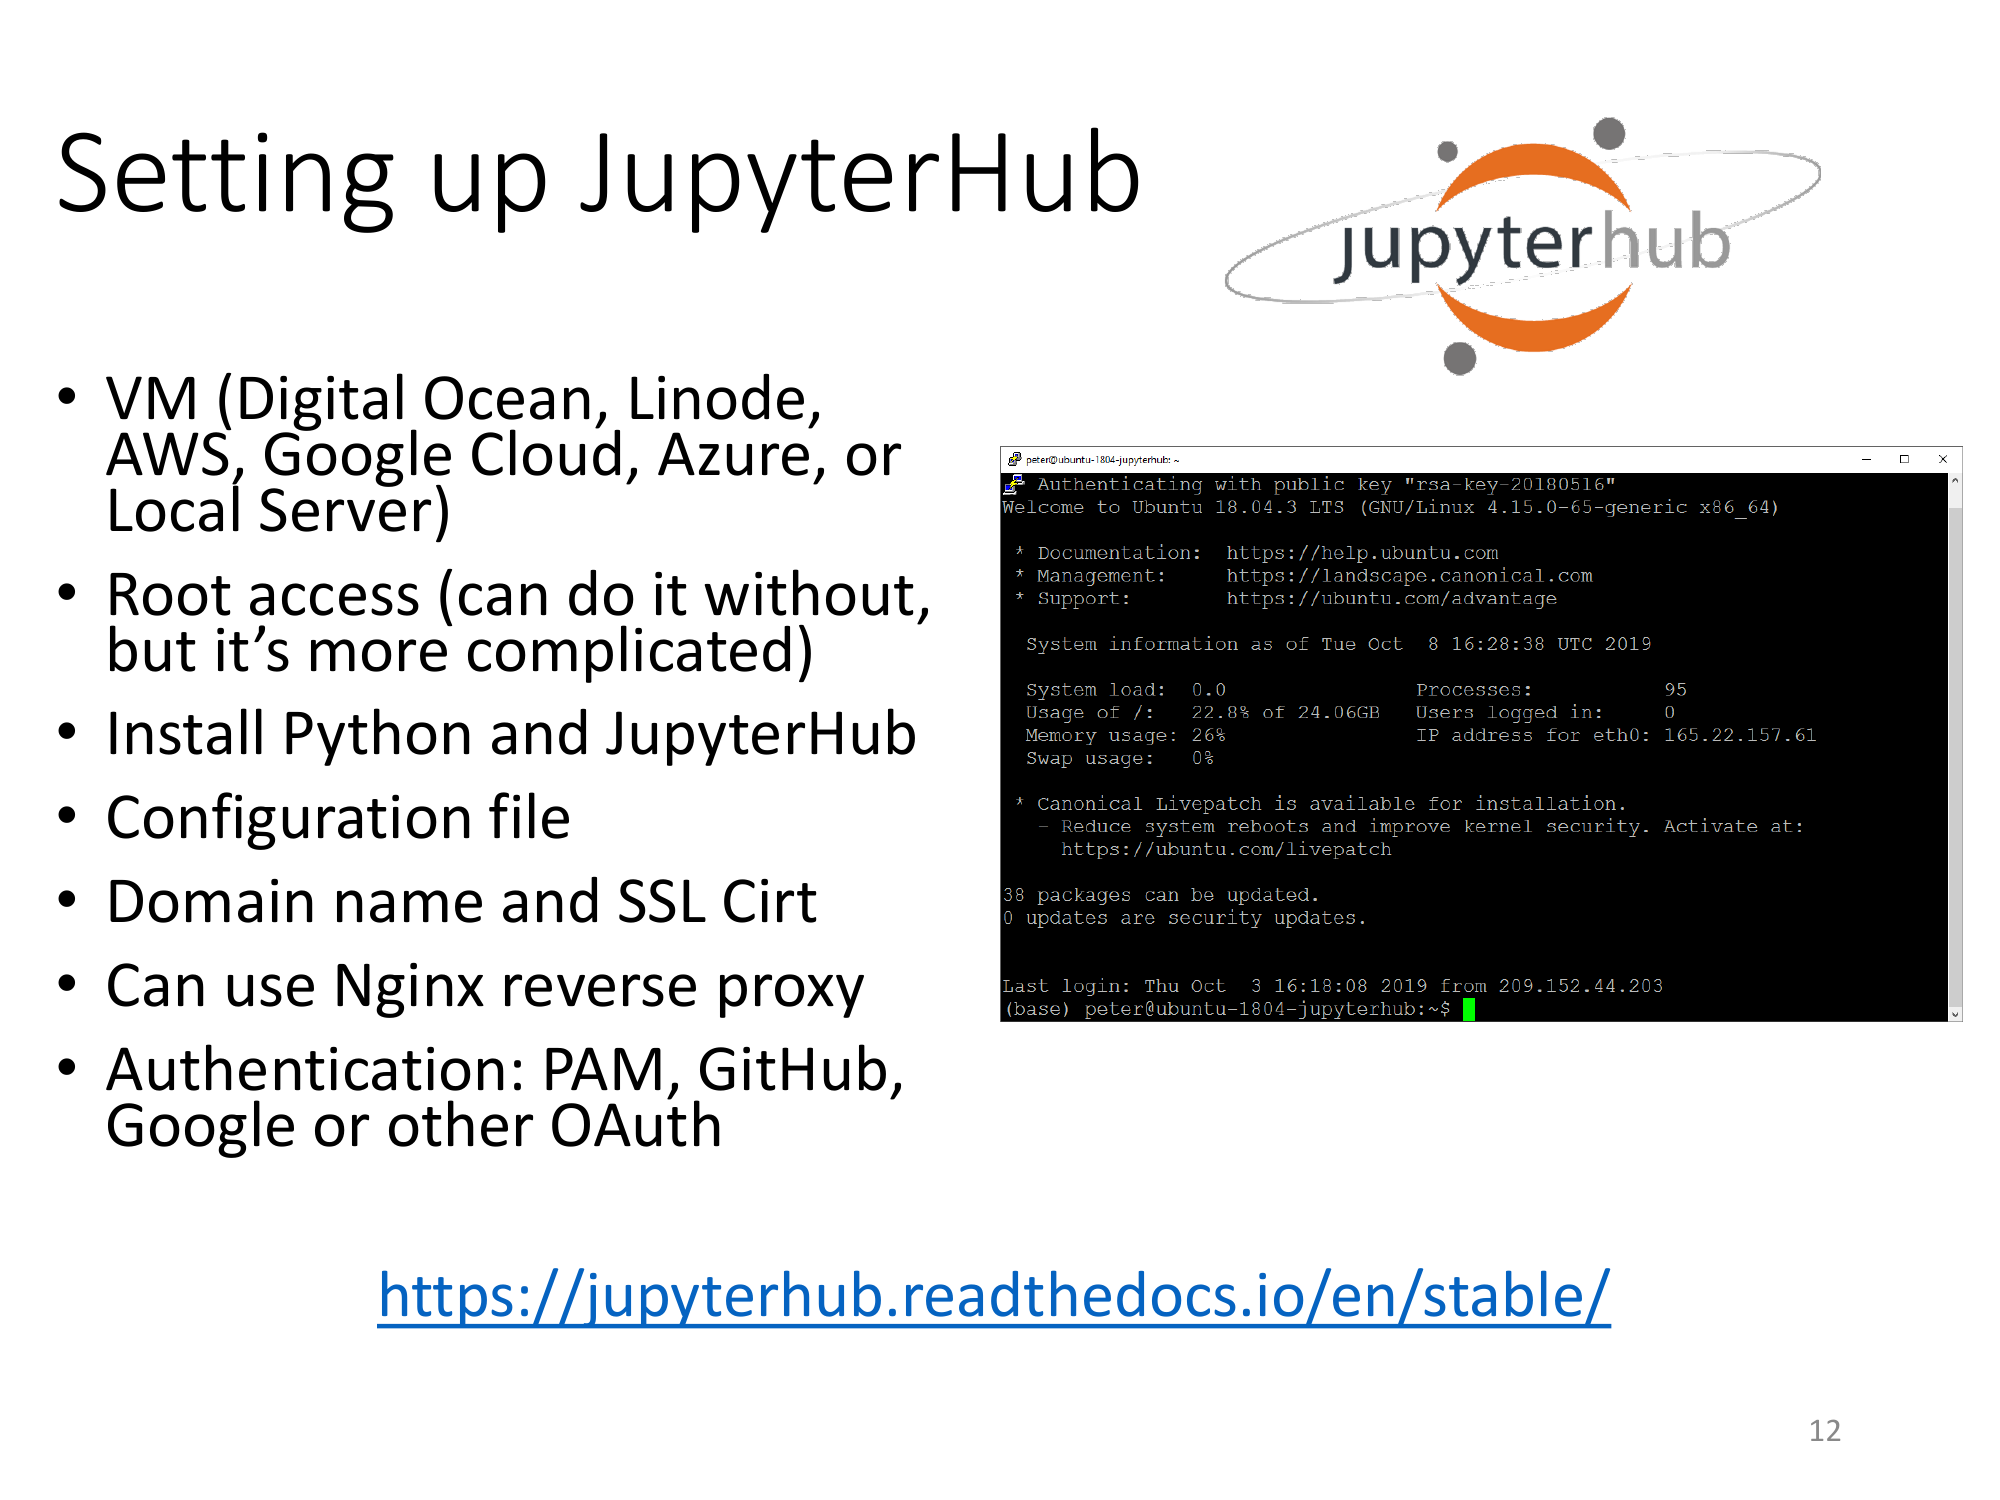 Setting up JupyterHub
jupyterhub
• VM (Digital Ocean, Linode,
AWS, Google Cloud, Azure, or
Local Server)
• Root access (can do it without,
but it’s more complicated)
• Install Python and JupyterHub
• Configuration file
• Domain name and SSL Cirt
• Can use Nginx reverse proxy
• Authentication: PAM, GitHub,
Google or other OAuth
peter@ubuntu-1804-jupyterhub: ~
Authenticating with public key "rsa-key-20180516"
Welcome to Ubuntu 18.04.3 LTS (GNU/Linux 4.15.0-65-generic x86_64)
* Documentation:  https://help.ubuntu.com
* Management:     https://landscape.canonical.com
* Support:        https://ubuntu.com/advantage
System information as of Tue Oct  8 16:28:38 UTC 2019
System load:  0.0                Processes:           95
Usage of /:   22.8% of 24.06GB   Users logged in:     0
Memory usage: 26%                IP address for eth0: 165.22.157.61
Swap usage:   0%
* Canonical Livepatch is available for installation.
- Reduce system reboots and improve kernel security. Activate at:
https://ubuntu.com/livepatch
38 packages can be updated.
0 updates are security updates.
Last login: Thu Oct  3 16:18:08 2019 from 209.152.44.203
(base) peter@ubuntu-1804-jupyterhub:~$
https://jupyterhub.readthedocs.io/en/stable/
12